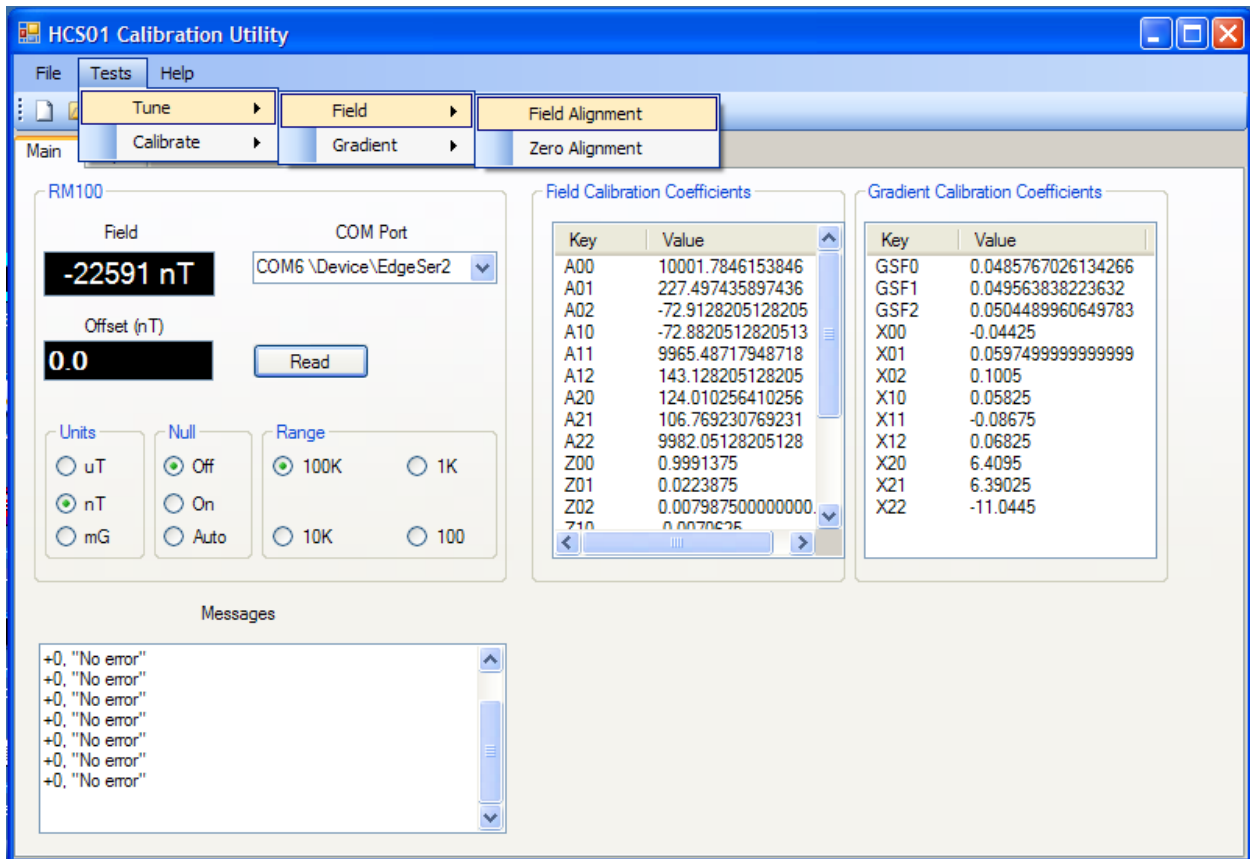 HCS01 Calibration Utility
File Tests Help
Tune Field Field Alignment
Calibrate Gradient Zero Alignment
Main
RM100
Field COM Port
-22591 nT COM6 \Device\EdgeSer2
Offset (nT)
0.0 Read
Units Null Range
uT Off 100K 1K
nT On
mG Auto 10K 100
Field Calibration Coefficients
Key Value
A00 10001.7846153846
A01 227.497435897436
A02 -72.9128205128205
A10 -72.8820512820513
A11 9965.48717948718
A12 143.128205128205
A20 124.010256410256
A21 106.769230769231
A22 9982.05128205128
Z00 0.9991375
Z01 0.0223875
Z02 0.007987500000000.
Z10 -0.0070625
Gradient Calibration Coefficients
Key Value
GSF0 0.0485767026134266
GSF1 0.049563838223632
GSF2 0.0504489960649783
X00 -0.04425
X01 0.0597499999999999
X02 0.1005
X10 0.05825
X11 -0.08675
X12 0.06825
X20 6.4095
X21 6.39025
X22 -11.0445
Messages
+0, "No error"
+0, "No error"
+0, "No error"
+0, "No error"
+0, "No error"
+0, "No error"
+0, "No error"